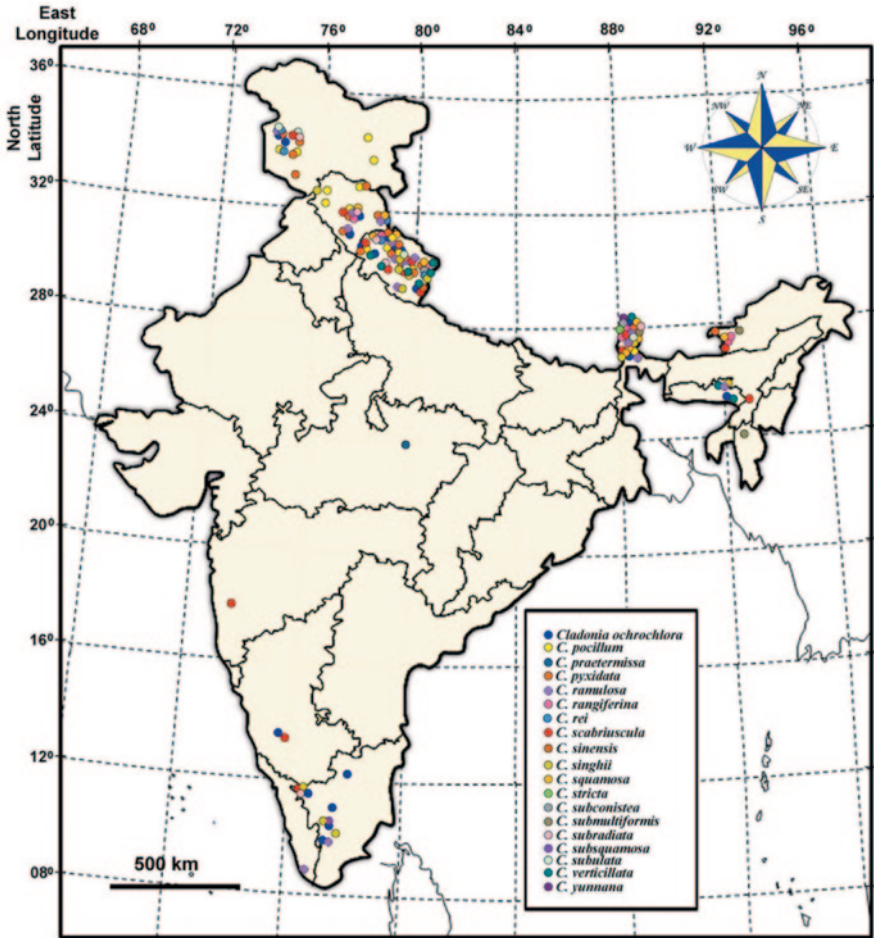 East
Longitude
68⁰ 72⁰ 76⁰ 80⁰ 84⁰ 88⁰ 92⁰ 96⁰
North
Latitude
36⁰
32⁰
28⁰
24⁰
20⁰
16⁰
12⁰
08⁰
N
NW NE
W E
SW SE
S
Cladonia ochrochlora
C. pocillum
C. praetermissa
C. pyxidata
C. ramulosa
C. rangiferina
C. rei
C. scabriuscula
C. sinensis
C. singhii
C. squamosa
C. stricta
C. subconistea
C. submultiformis
C. subradiata
C. subsquamosa
C. subulata
C. verticillata
C. yunnana
500 km